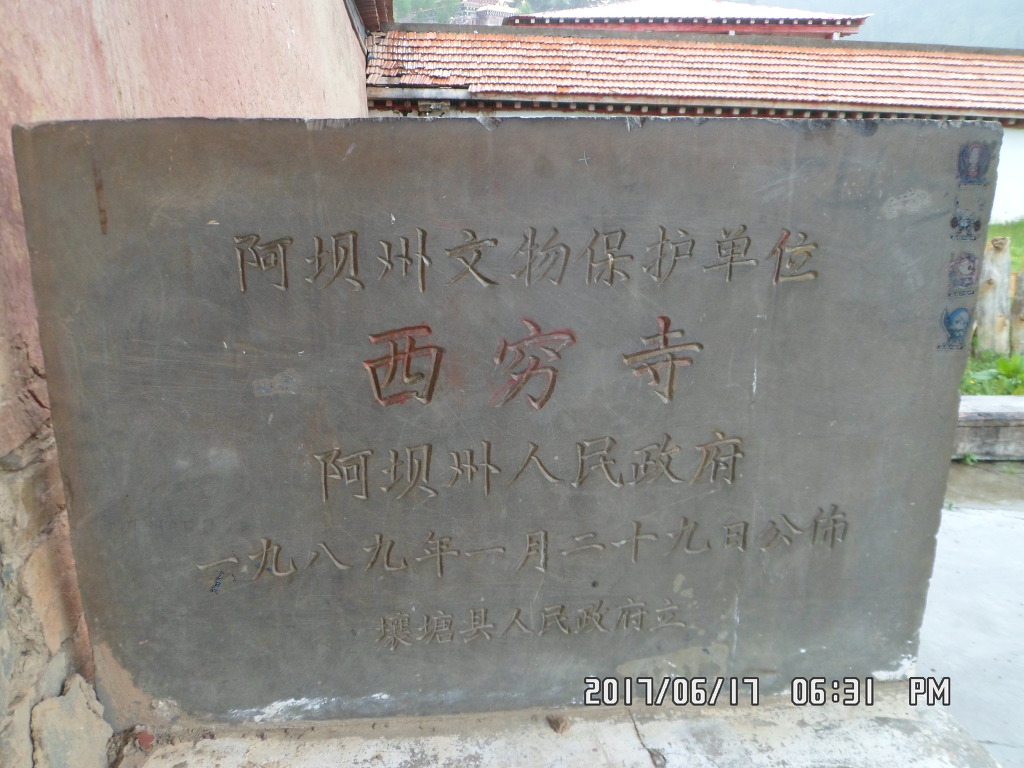 阿坝州文物保护单位
西穷寺
阿坝州人民政府
一九八九年一月二十九日公佈
壤塘县人民政府立
2017/06/17 06:31 PM